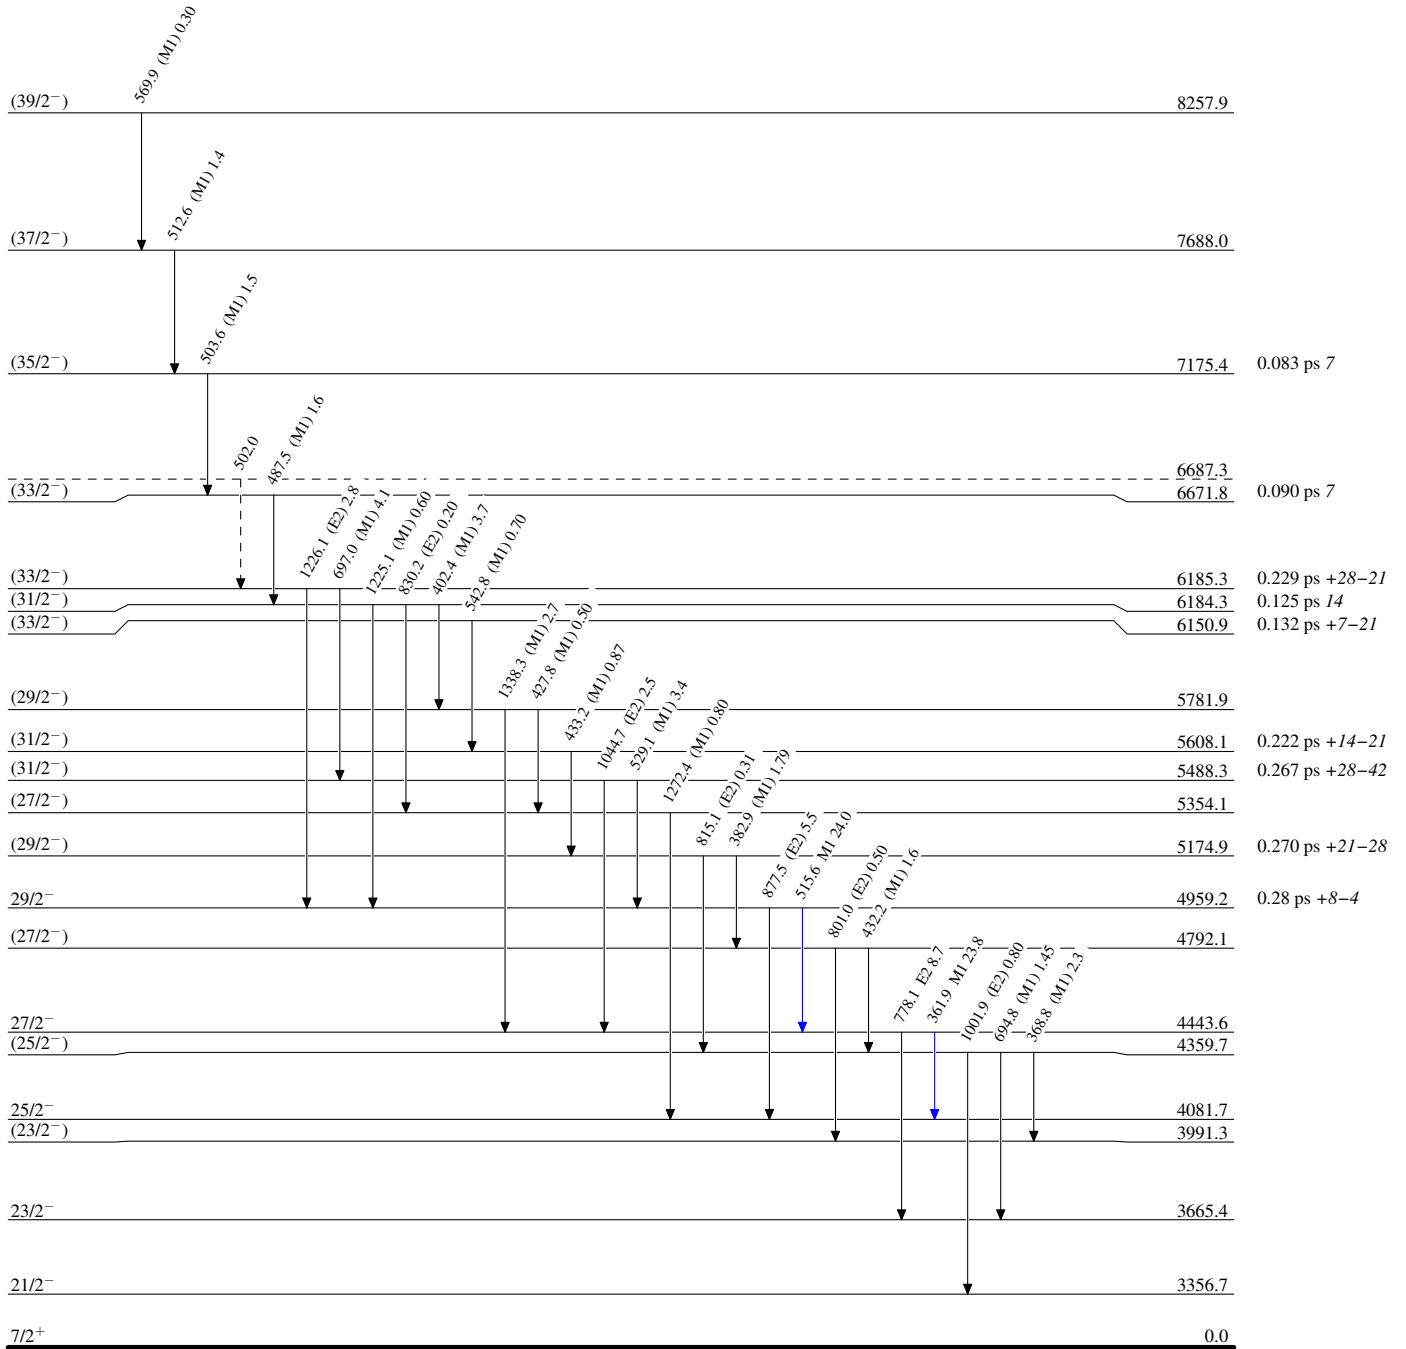 569.9 (M1) 0.30
(39/2−) 8257.9
512.6 (M1) 1.4
(37/2−) 7688.0
503.6 (M1) 1.5
(35/2−) 7175.4 0.083 ps 7
502.0
487.5 (M1) 1.6
6687.3
(33/2−) 6671.8 0.090 ps 7
1226.1 (E2) 2.8
697.0 (M1) 4.1
1225.1 (M1) 0.60
830.2 (E2) 0.20
402.4 (M1) 3.7
542.8 (M1) 0.70
(33/2−) 6185.3 0.229 ps +28−21
(31/2−) 6184.3 0.125 ps 14
(33/2−) 6150.9 0.132 ps +7−21
1338.3 (M1) 2.7
427.8 (M1) 0.50
(29/2−) 5781.9
433.2 (M1) 0.87
(31/2−) 5608.1 0.222 ps +14−21
1044.7 (E2) 2.5
529.1 (M1) 3.4
(31/2−) 5488.3 0.267 ps +28−42
1272.4 (M1) 0.80
(27/2−) 5354.1
815.1 (E2) 0.31
382.9 (M1) 1.79
(29/2−) 5174.9 0.270 ps +21−28
877.5 (E2) 5.5
515.6 M1 24.0
29/2− 4959.2 0.28 ps +8−4
801.0 (E2) 0.50
432.2 (M1) 1.6
(27/2−) 4792.1
778.1 E2 8.7
361.9 M1 23.8
1001.9 (E2) 0.80
694.8 (M1) 1.45
368.8 (M1) 2.3
27/2− 4443.6
(25/2−) 4359.7
25/2− 4081.7
(23/2−) 3991.3
23/2− 3665.4
21/2− 3356.7
7/2+ 0.0